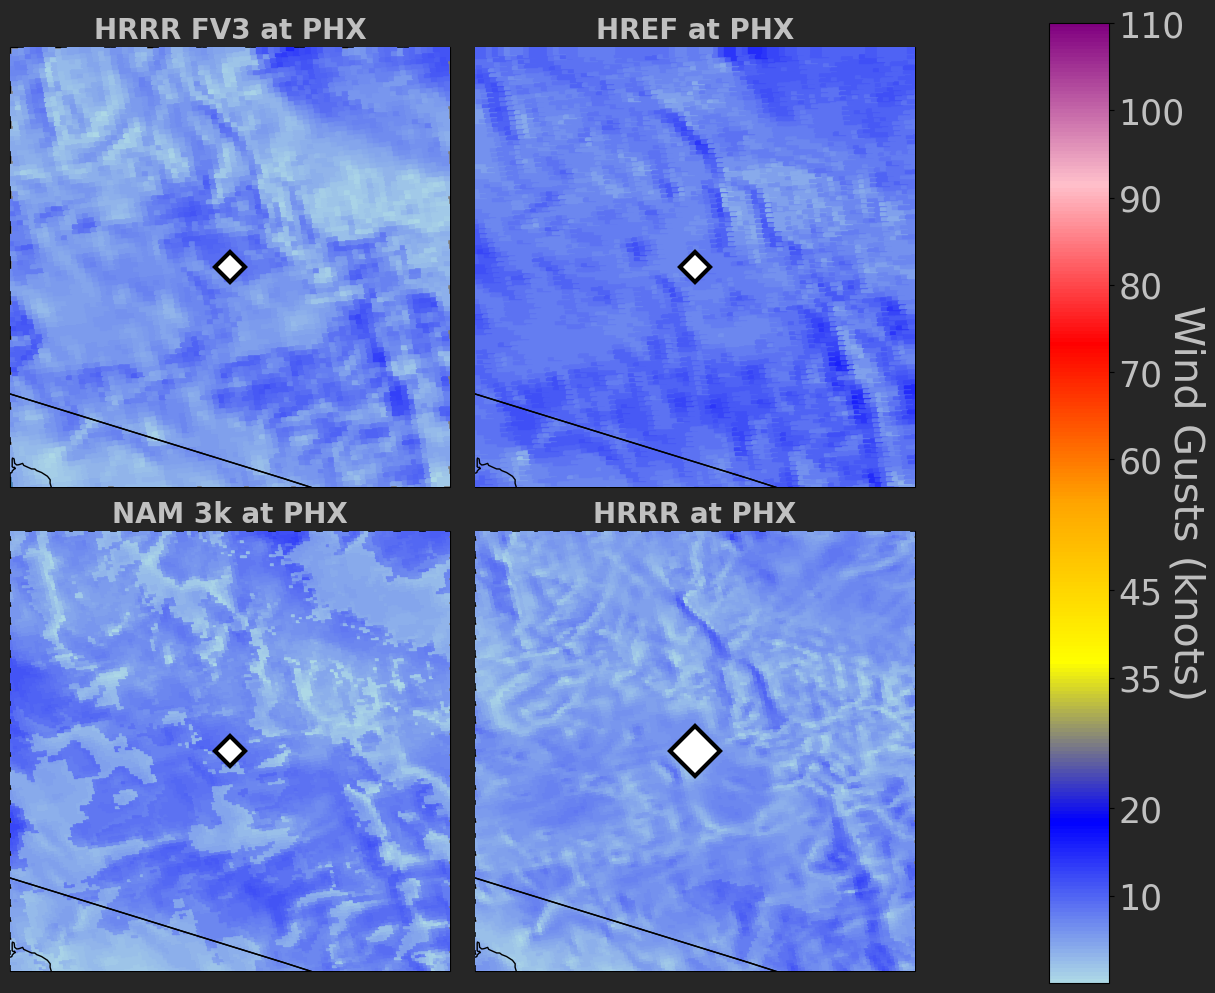 HRRR FV3 at PHX
HREF at PHX
NAM 3k at PHX
HRRR at PHX
110
100
90
80
70
60
45
35
20
10
Wind Gusts (knots)